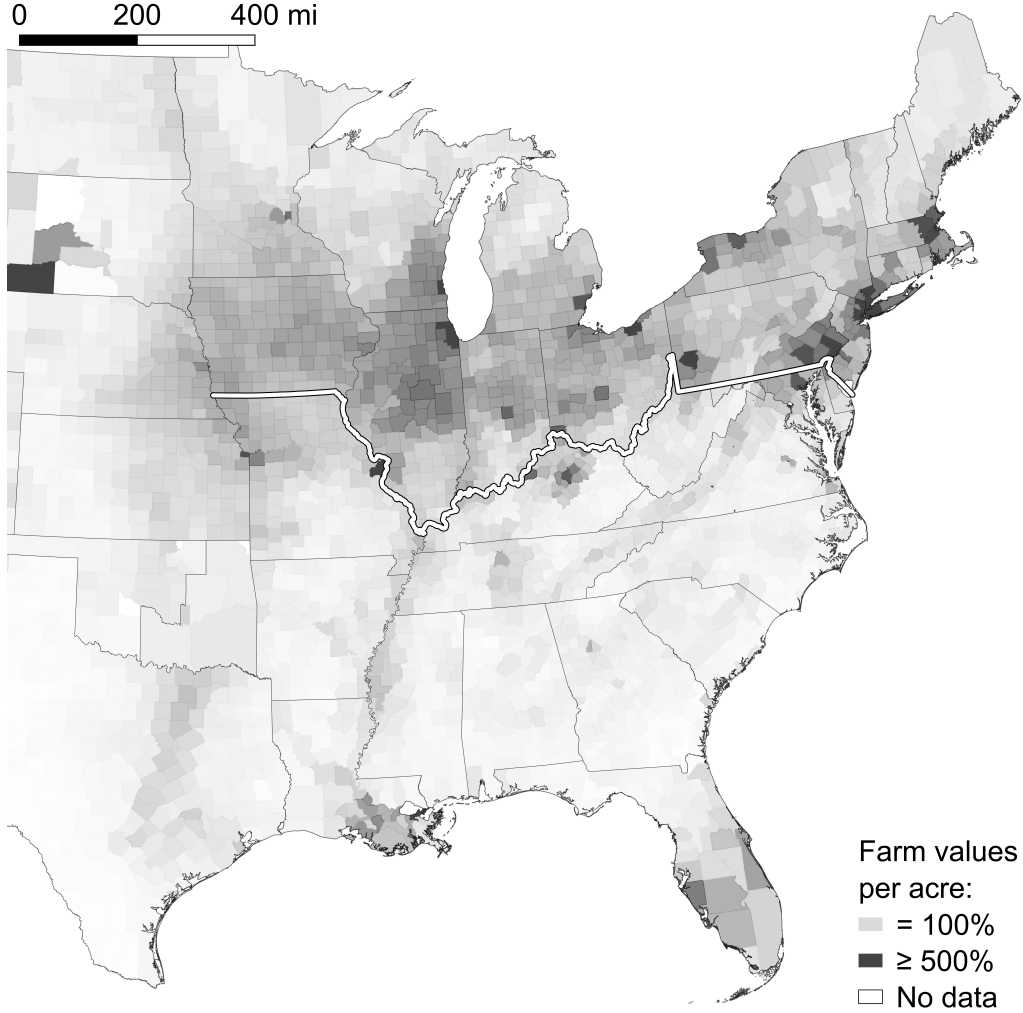 0 200 400 mi
Farm values
per acre:
= 100%
≥ 500%
No data